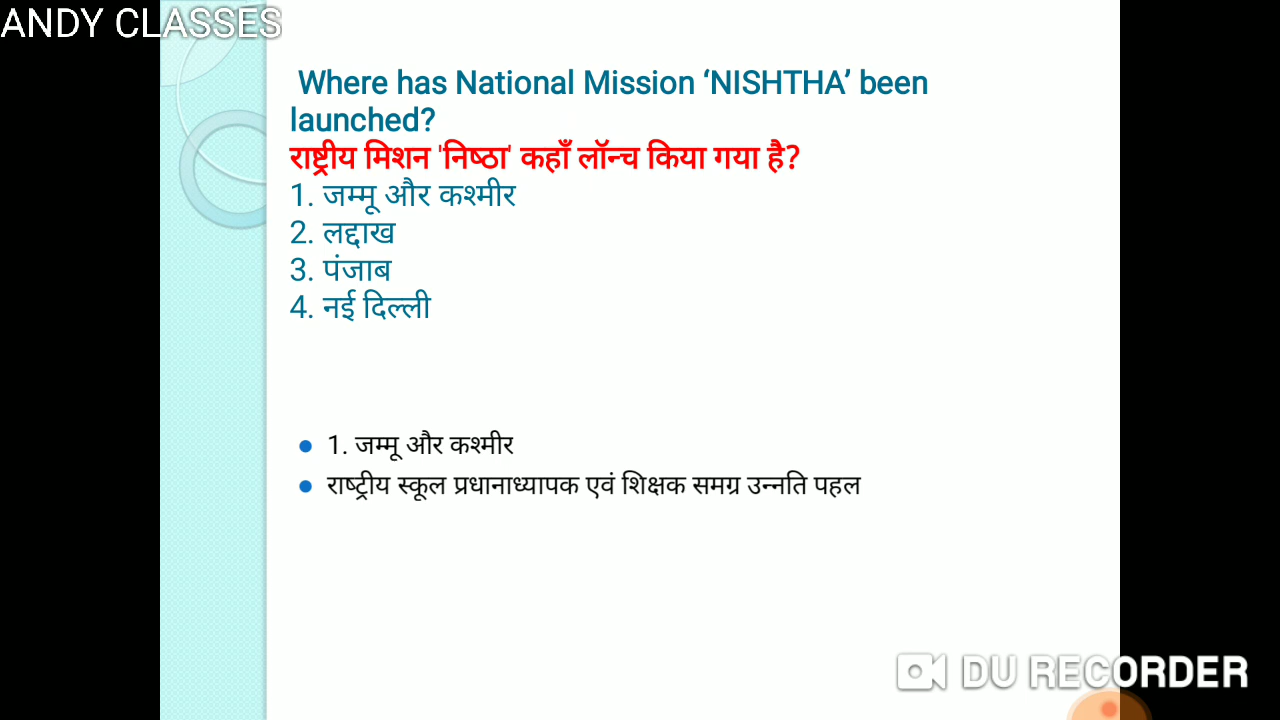 ANDY CLASSES
Where has National Mission ‘NISHTHA’ been
launched?
राष्ट्रीय मिशन 'निष्ठा' कहाँ लॉन्च किया गया है?
1. जम्मू और कश्मीर
2. लद्दाख
3. पंजाब
4. नई दिल्ली
1. जम्मू और कश्मीर
राष्ट्रीय स्कूल प्रधानाध्यापक एवं शिक्षक समग्र उन्नति पहल
DU RECORDER